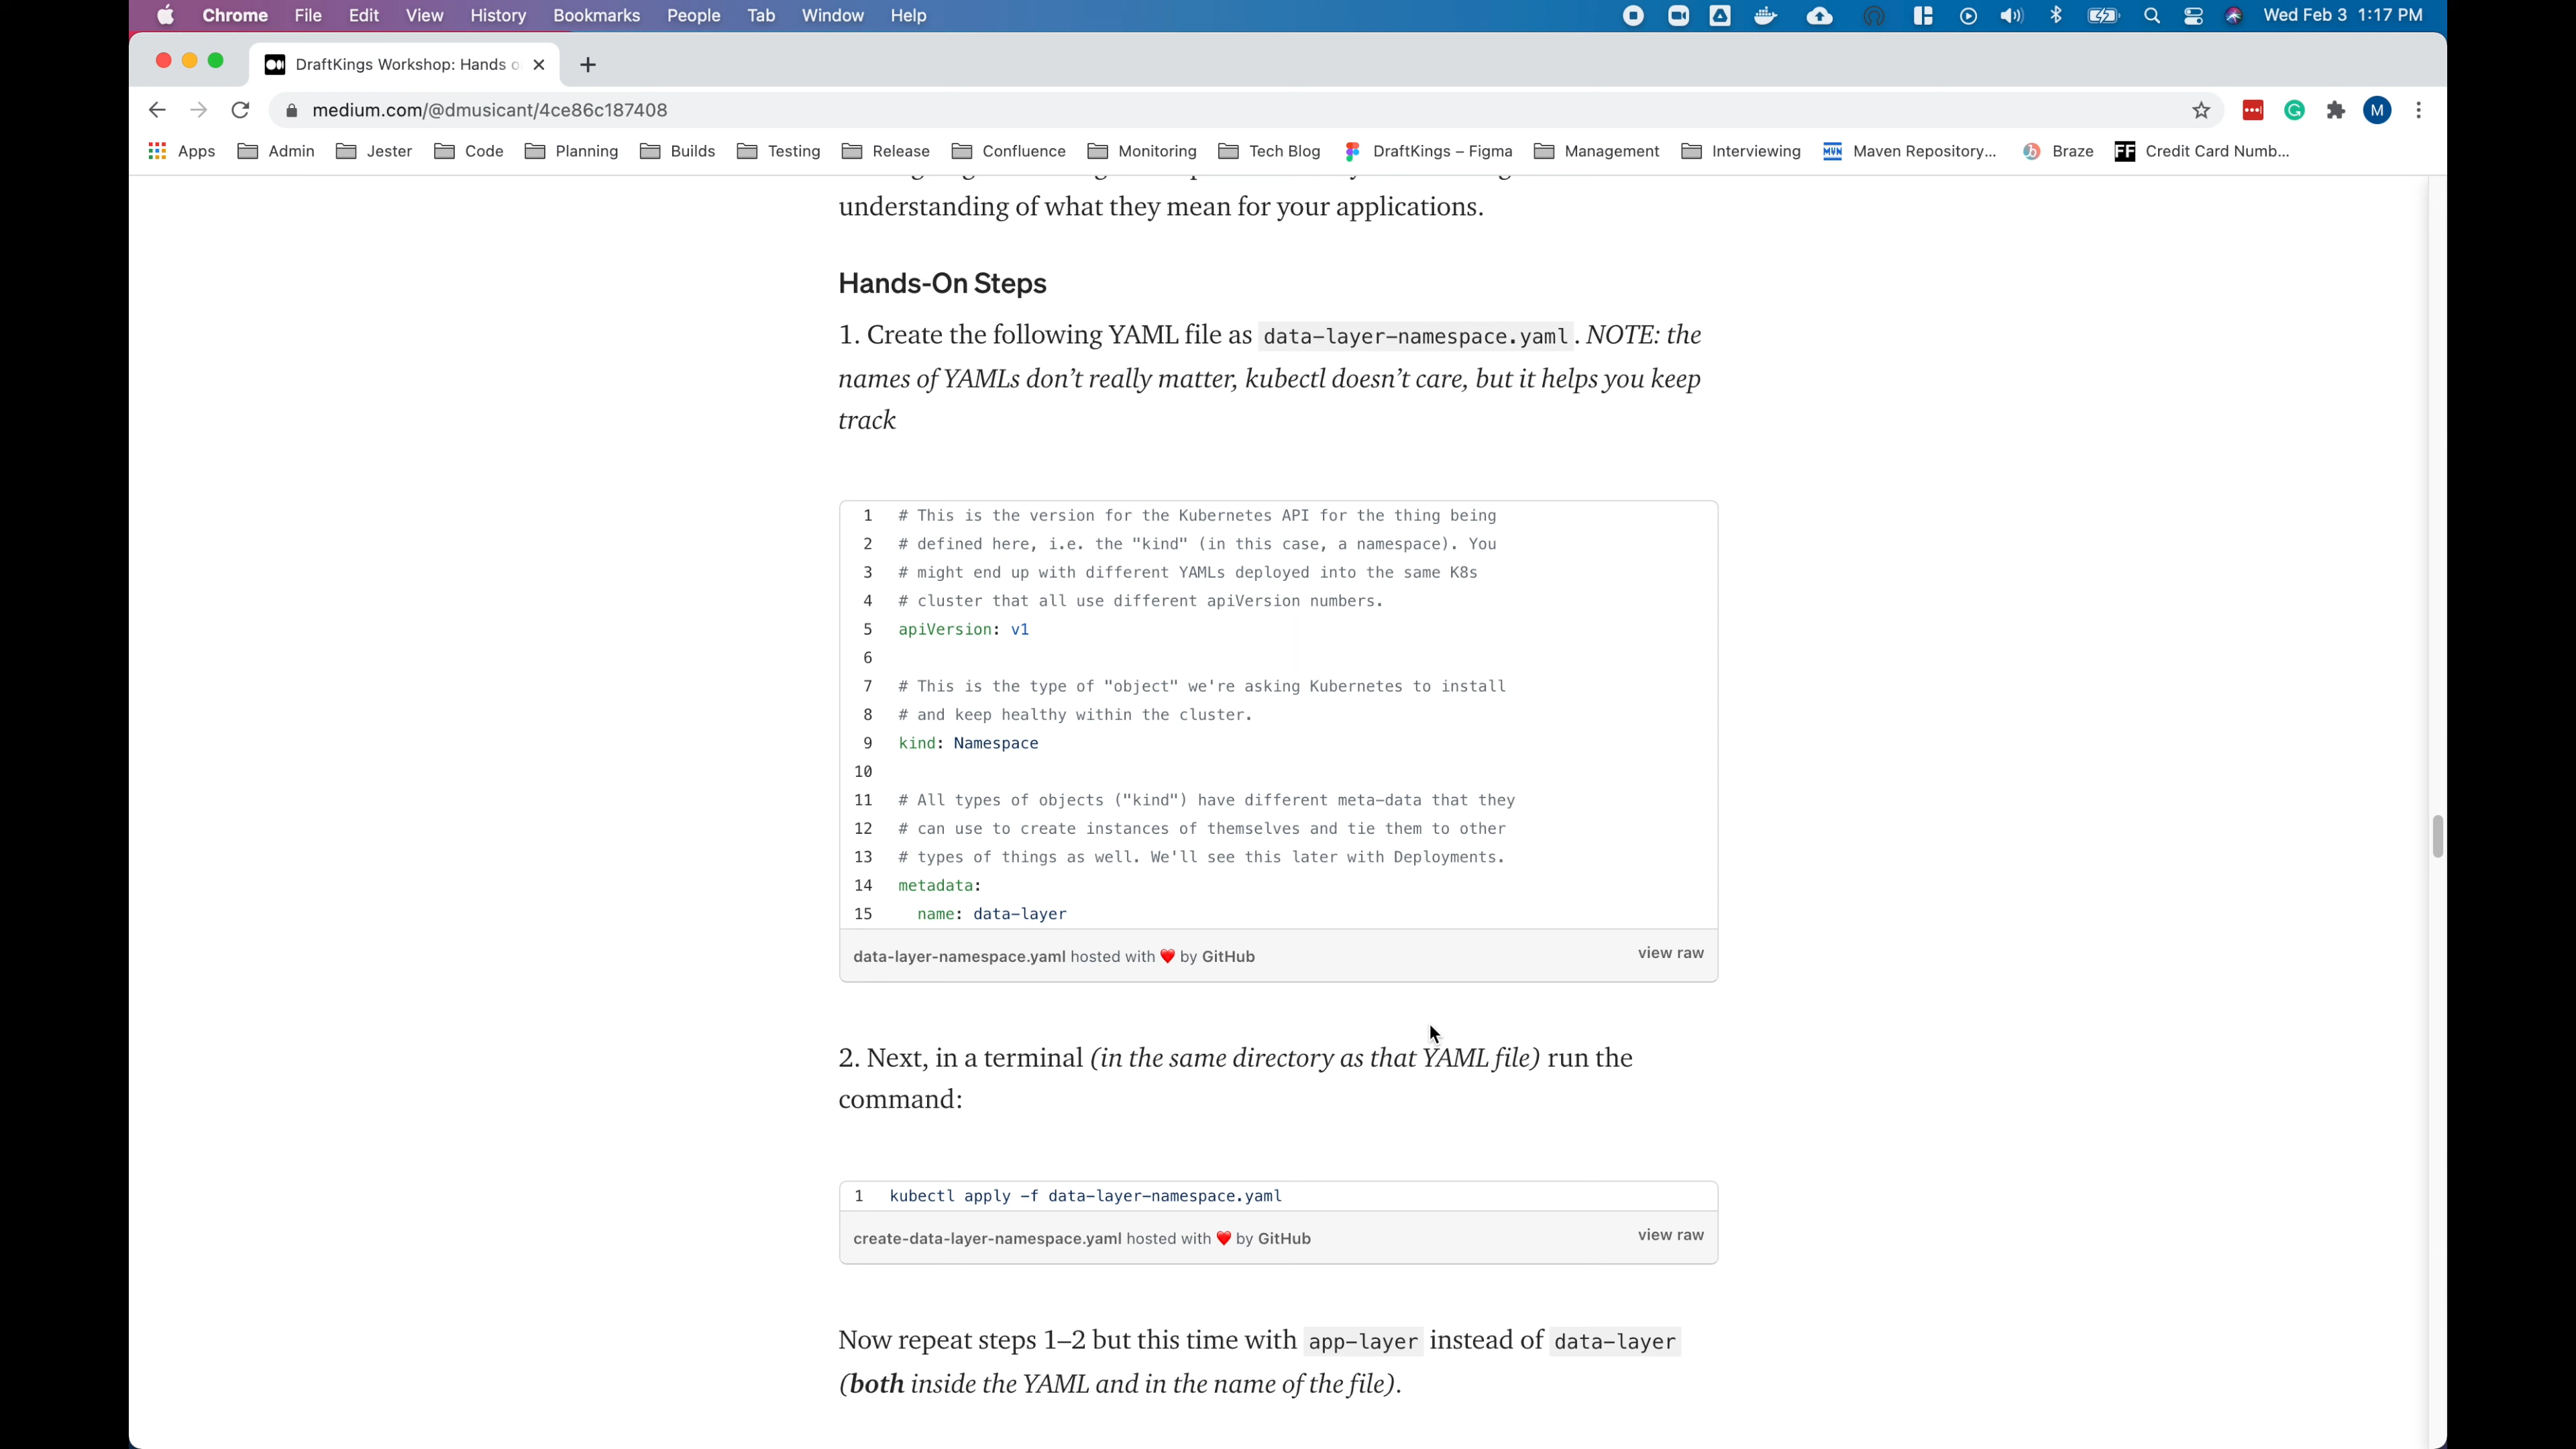 Chrome File Edit View History Bookmarks People Tab Window Help Wed Feb 3 1:17 PM
DraftKings Workshop: Hands
medium.com/@dmusicant/4ce86c187408 M
Apps Admin Jester Code Planning Builds Testing Release Confluence Monitoring Tech Blog DraftKings – Figma Management Interviewing MVN Maven Repository... Braze FF Credit Card Numb...
understanding of what they mean for your applications.
Hands-On Steps
1. Create the following YAML file as data-layer-namespace.yaml. NOTE: the
names of YAMLs don't really matter, kubectl doesn't care, but it helps you keep
track
1 # This is the version for the Kubernetes API for the thing being
2 # defined here, i.e. the "kind" (in this case, a namespace). You
3 # might end up with different YAMLs deployed into the same K8s
4 # cluster that all use different apiVersion numbers.
5 apiVersion: v1
6
7 # This is the type of "object" we're asking Kubernetes to install
8 # and keep healthy within the cluster.
9 kind: Namespace
10
11 # All types of objects ("kind") have different meta-data that they
12 # can use to create instances of themselves and tie them to other
13 # types of things as well. We'll see this later with Deployments.
14 metadata:
15 name: data-layer
data-layer-namespace.yaml hosted with ❤ by GitHub view raw
2. Next, in a terminal (in the same directory as that YAML file) run the
command:
1 kubectl apply -f data-layer-namespace.yaml
create-data-layer-namespace.yaml hosted with ❤ by GitHub view raw
Now repeat steps 1–2 but this time with app-layer instead of data-layer
(both inside the YAML and in the name of the file).